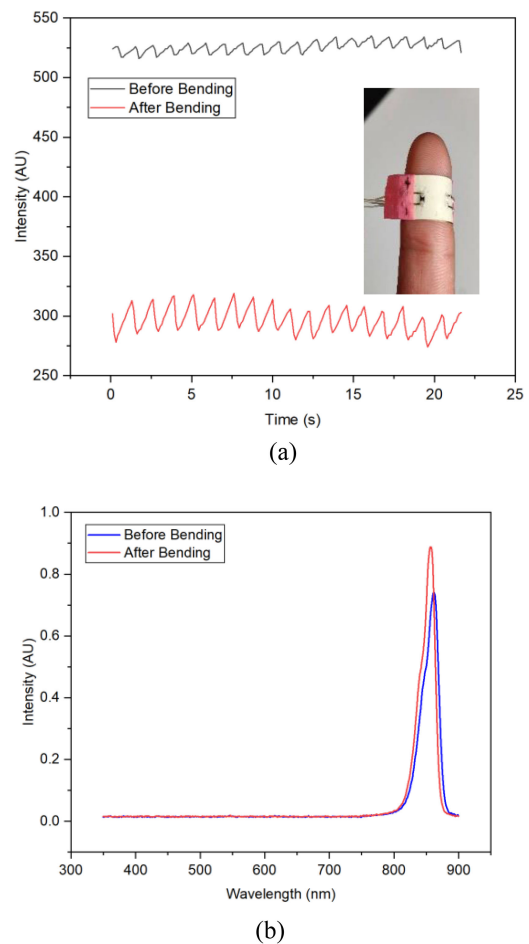 550
500
450
400
350
300
250
Intensity (AU)
Before Bending
After Bending
0
5
10
15
20
25
Time (s)
(a)
1.0
0.8
0.6
0.4
0.2
0.0
Intensity (AU)
Before Bending
After Bending
300
400
500
600
700
800
900
Wavelength (nm)
(b)